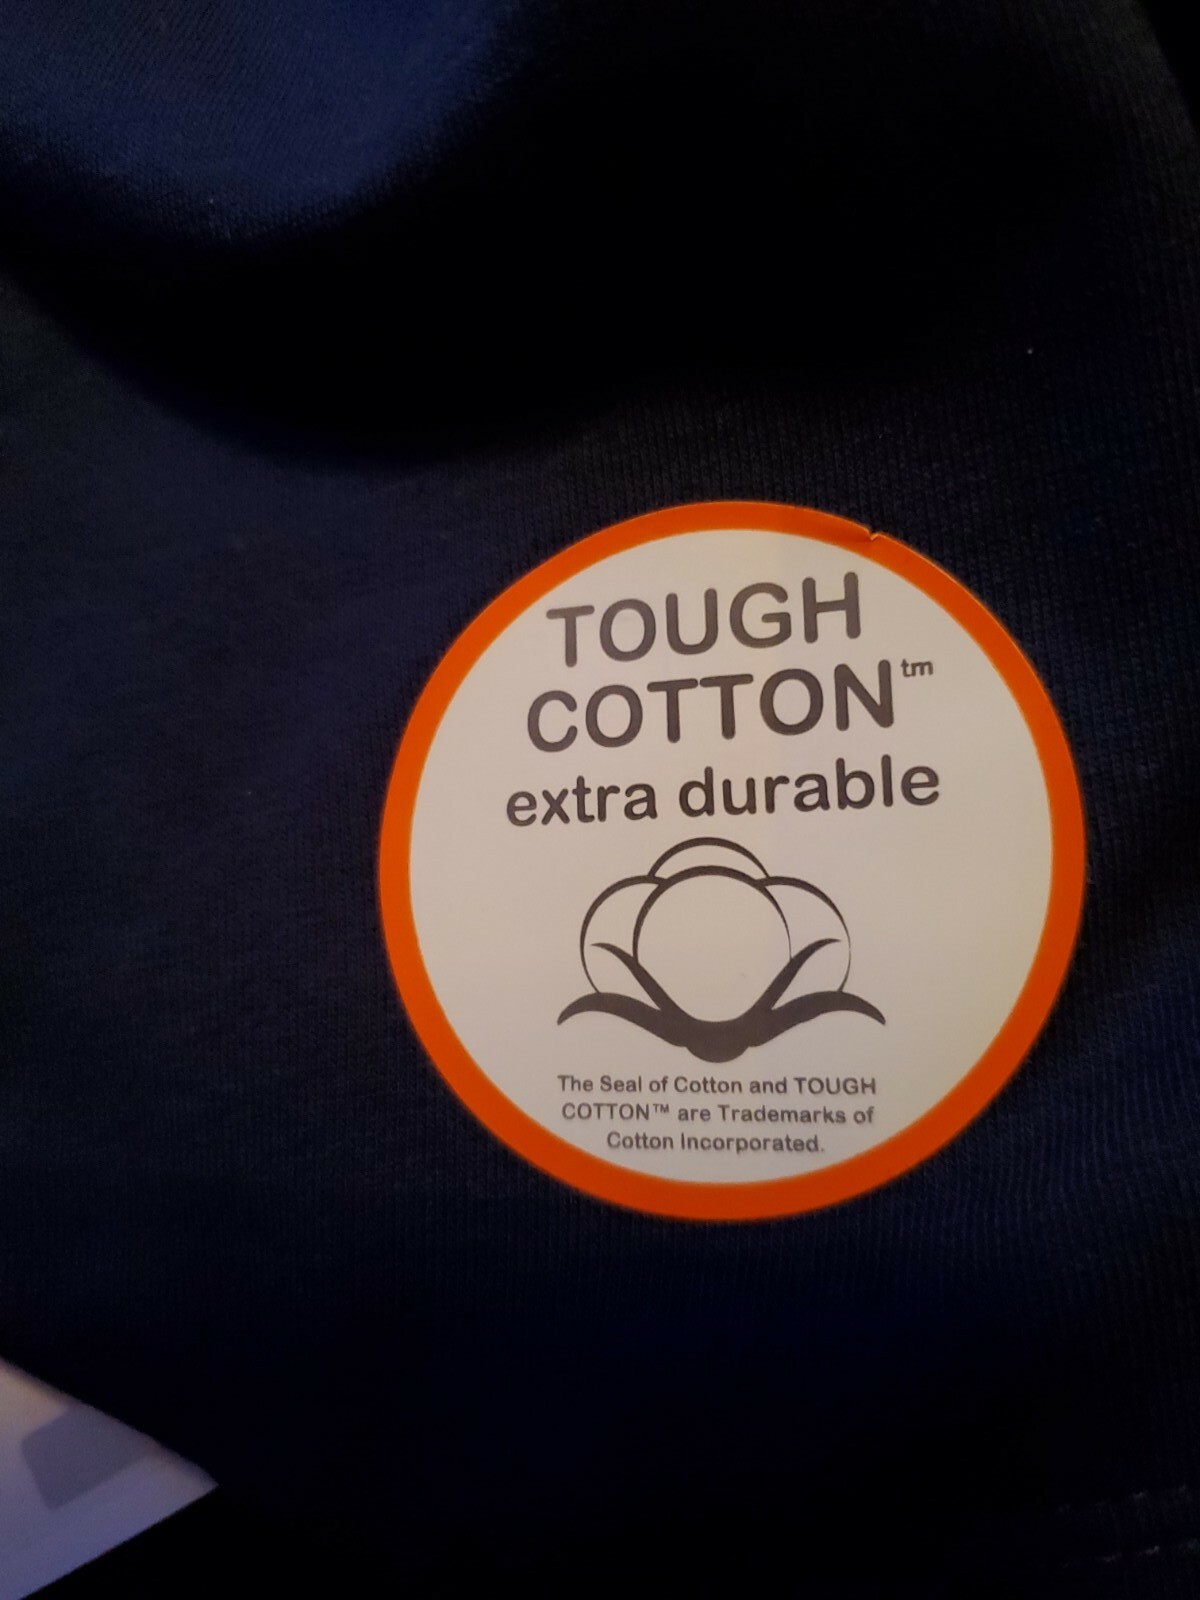 TOUGH
COTTON™
extra durable
The Seal of Cotton and TOUGH
COTTON™ are Trademarks of
Cotton Incorporated.